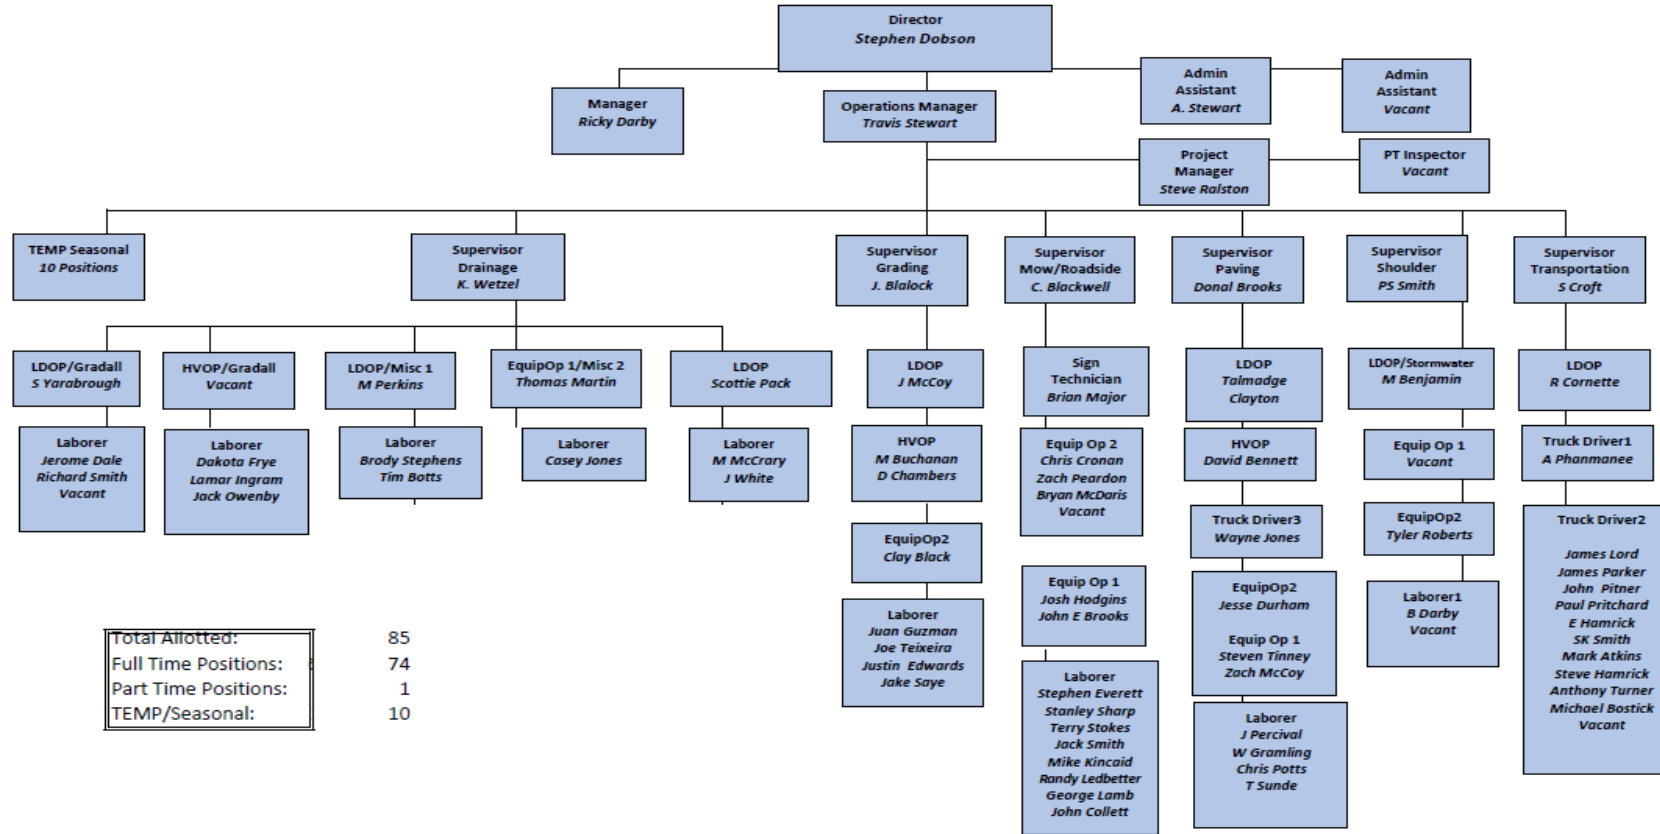 Director
Stephen Dobson
Manager
Ricky Darby
Operations Manager
Travis Stewart
Admin
Assistant
A. Stewart
Admin
Assistant
Vacant
Project
Manager
Steve Ralston
PT Inspector
Vacant
TEMP Seasonal
10 Positions
Supervisor
Drainage
K. Wetzel
Supervisor
Grading
J. Blalock
Supervisor
Mow/Roadside
C. Blackwell
Supervisor
Paving
Donal Brooks
Supervisor
Shoulder
PS Smith
Supervisor
Transportation
S Croft
LDOP/Gradall
S Yarabrough
HVOP/Gradall
Vacant
LDOP/Misc 1
M Perkins
EquipOp 1/Misc 2
Thomas Martin
LDOP
Scottie Pack
LDOP
J McCoy
Sign
Technician
Brian Major
LDOP
Talmadge
Clayton
LDOP/Stormwater
M Benjamin
LDOP
R Cornette
Laborer
Jerome Dale
Richard Smith
Vacant
Laborer
Dakota Frye
Lamar Ingram
Jack Owenby
Laborer
Brody Stephens
Tim Botts
Laborer
Casey Jones
Laborer
M McCrary
J White
HVOP
M Buchanan
D Chambers
Equip Op 2
Chris Cronan
Zach Peardon
Bryan McDaris
Vacant
HVOP
David Bennett
Equip Op 1
Vacant
Truck Driver1
A Phanmanee
EquipOp2
Clay Black
Truck Driver3
Wayne Jones
EquipOp2
Tyler Roberts
Truck Driver2
James Lord
James Parker
John Pitner
Paul Pritchard
E Hamrick
SK Smith
Mark Atkins
Steve Hamrick
Anthony Turner
Michael Bostick
Vacant
Equip Op 1
Josh Hodgins
John E Brooks
EquipOp2
Jesse Durham
Equip Op 1
Steven Tinney
Zach McCoy
Laborer1
B Darby
Vacant
Laborer
Juan Guzman
Joe Teixeira
Justin Edwards
Jake Saye
Laborer
Stephen Everett
Stanley Sharp
Terry Stokes
Jack Smith
Mike Kincaid
Randy Ledbetter
George Lamb
John Collett
Laborer
J Percival
W Gramling
Chris Potts
T Sunde
Total Allotted: 85
Full Time Positions: 74
Part Time Positions: 1
TEMP/Seasonal: 10